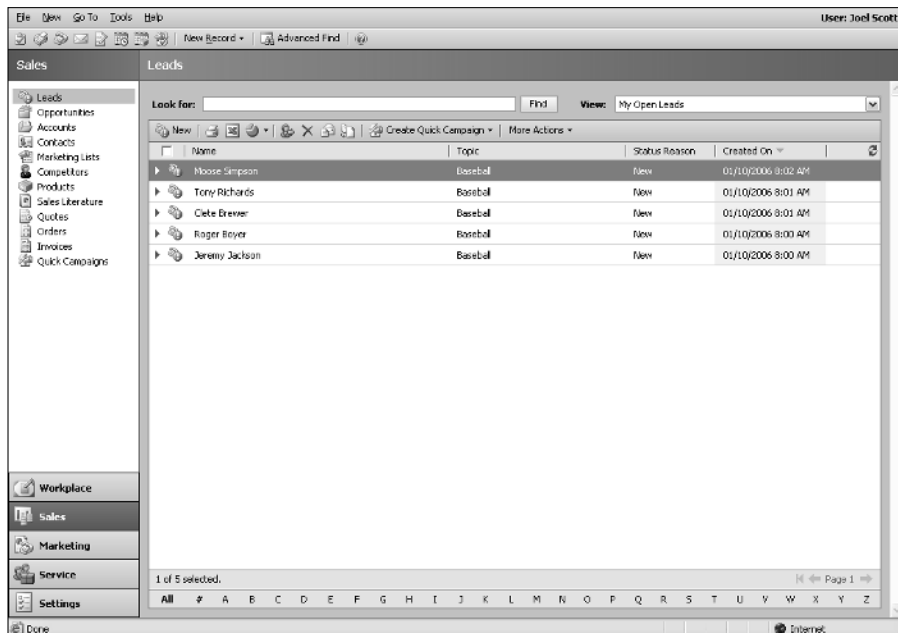 File New Go To Tools Help User: Joel Scott
New Record Advanced Find
Sales Leads
Leads
Opportunities
Accounts
Contacts
Marketing Lists
Competitors
Products
Sales Literature
Quotes
Orders
Invoices
Quick Campaigns
Look for: Find View: My Open Leads
New Create Quick Campaign More Actions
Name Topic Status Reason Created On
Moose Simpson Baseball New 01/10/2006 8:02 AM
Tony Richards Baseball New 01/10/2006 8:01 AM
Clete Brewer Baseball New 01/10/2006 8:01 AM
Roger Boyer Baseball New 01/10/2006 8:00 AM
Jeremy Jackson Baseball New 01/10/2006 8:00 AM
Workplace
Sales
Marketing
Service
Settings
1 of 5 selected. Page 1
All # A B C D E F G H I J K L M N O P Q R S T U V W X Y Z
Done Internet